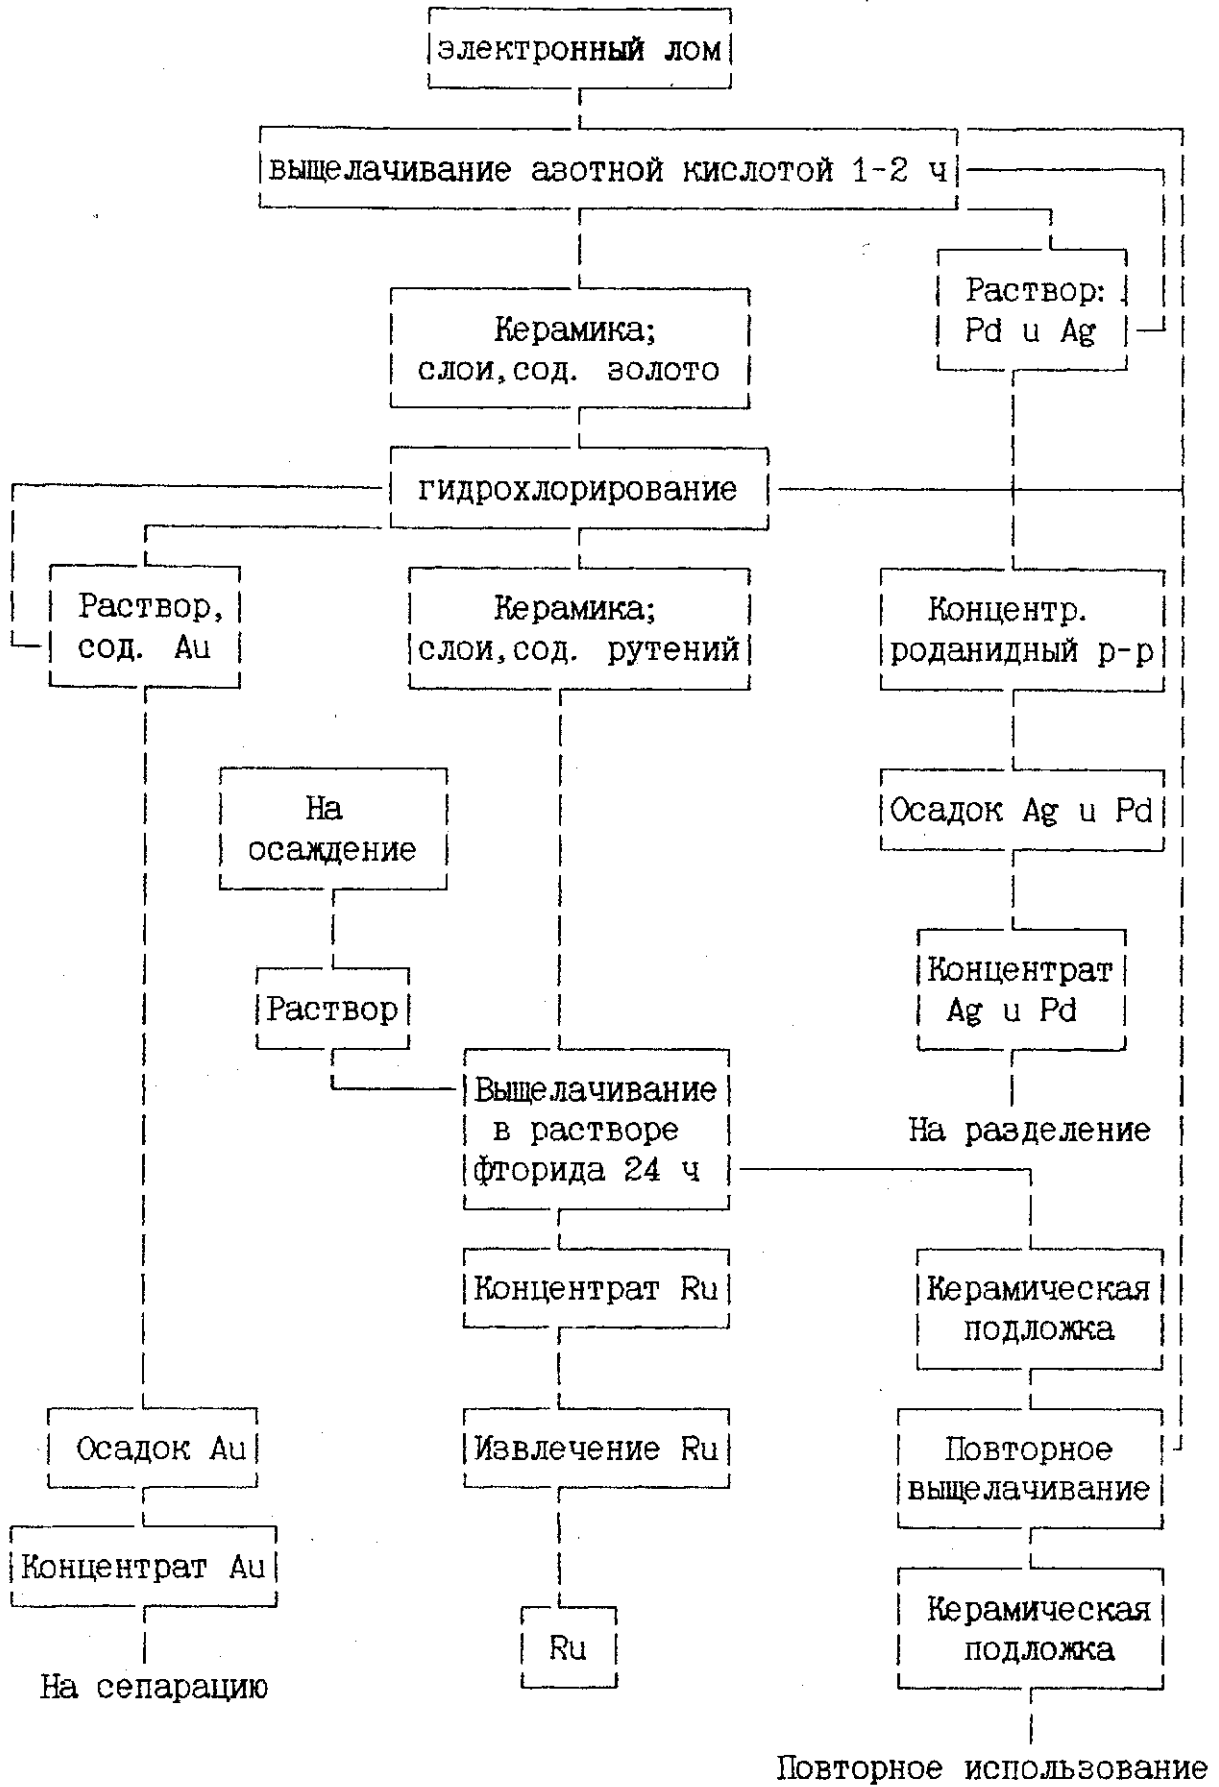 электронный лом
выщелачивание азотной кислотой 1-2 ч
Раствор:
Pd и Ag
Керамика;
слои, сод. золото
гидрохлорирование
Раствор,
сод. Au
Керамика;
слои, сод. рутений
Концентр.
роданидный р-р
На
осаждение
Осадок Ag и Pd
Раствор
Концентрат
Ag и Pd
Выщелачивание
в растворе
фторида 24 ч
На разделение
Концентрат Ru
Керамическая
подложка
Осадок Au
Извлечение Ru
Повторное
выщелачивание
Концентрат Au
Керамическая
подложка
Ru
На сепарацию
Повторное использование